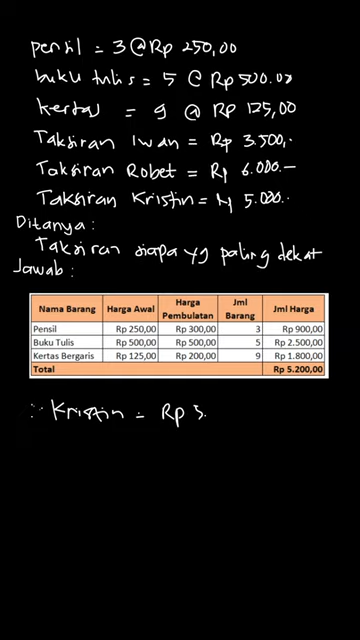 pensil = 3 @Rp 250,00
buku tulis = 5 @ Rp 500.00
kertas = 9 @ Rp 125,00
Taksiran Iwan = Rp 3.500,-
Taksiran Robet = Rp 6.000.-
Taksiran Kristin = Rp 5.000..
Ditanya:
Taksiran siapa yg paling dekat
Jawab:
Nama Barang Harga Awal Harga Pembulatan Jml Barang Jml Harga
Pensil Rp 250,00 Rp 300,00 3 Rp 900,00
Buku Tulis Rp 500,00 Rp 500,00 5 Rp 2.500,00
Kertas Bergaris Rp 125,00 Rp 200,00 9 Rp 1.800,00
Total Rp 5.200,00
∴ Kristin = Rp 5.